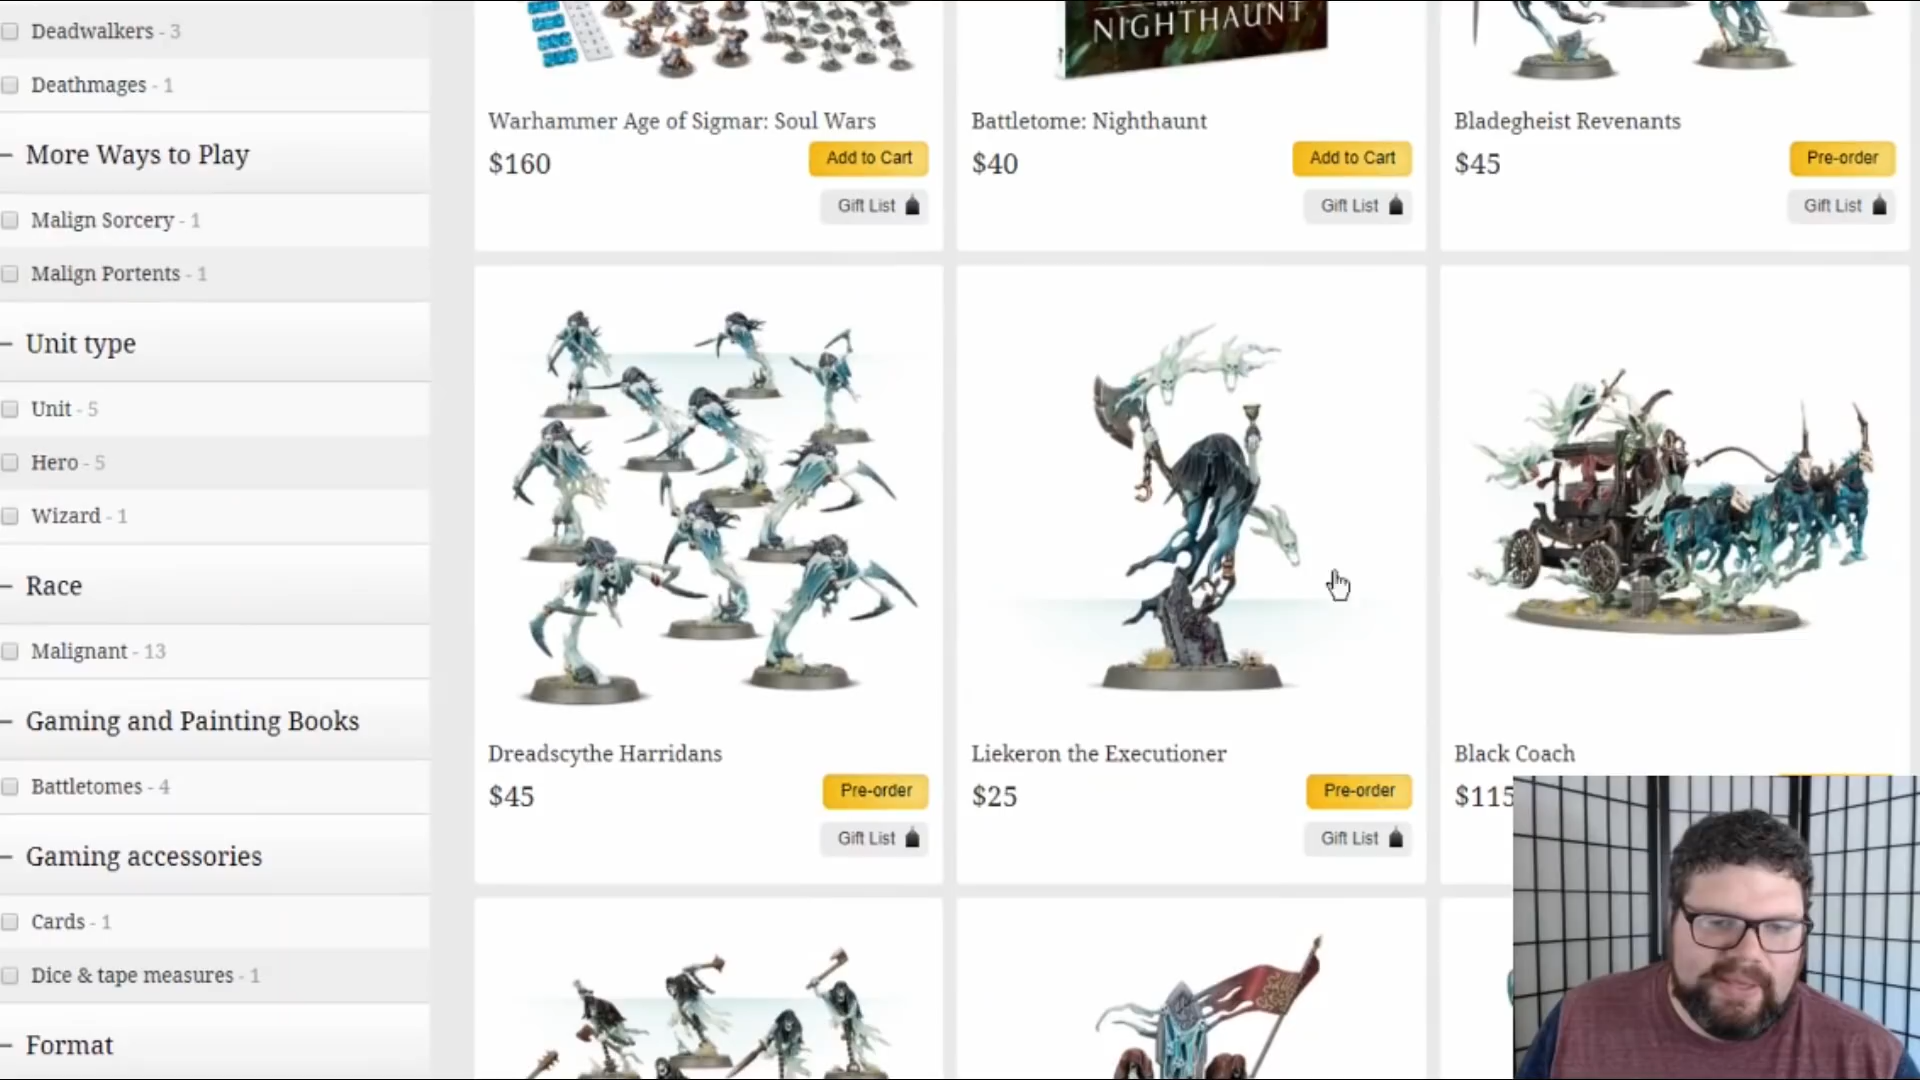 Deadwalkers - 3
Deathmages - 1
– More Ways to Play
Malign Sorcery - 1
Malign Portents - 1
– Unit type
Unit - 5
Hero - 5
Wizard - 1
– Race
Malignant - 13
– Gaming and Painting Books
Battletomes - 4
– Gaming accessories
Cards - 1
Dice & tape measures - 1
– Format
NIGHTHAUNT
Warhammer Age of Sigmar: Soul Wars
$160
Add to Cart
Gift List
Battletome: Nighthaunt
$40
Add to Cart
Gift List
Bladegheist Revenants
$45
Pre-order
Gift List
Dreadscythe Harridans
$45
Pre-order
Gift List
Liekeron the Executioner
$25
Pre-order
Gift List
Black Coach
$115